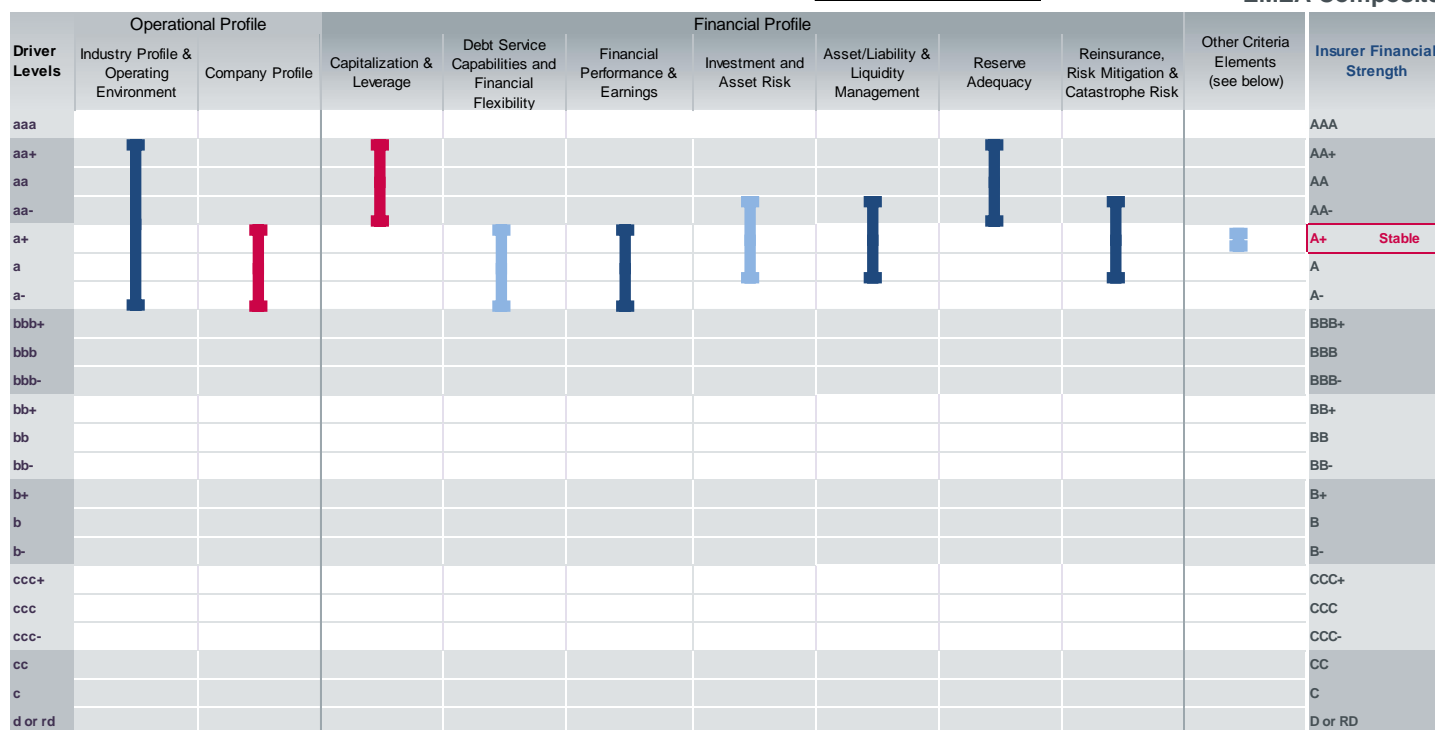 EMEA Composite
Operational Profile
Financial Profile
Driver
Levels
Industry Profile &
Operating
Environment
Company Profile
Capitalization &
Leverage
Debt Service
Capabilities and
Financial
Flexibility
Financial
Performance &
Earnings
Investment and
Asset Risk
Asset/Liability &
Liquidity
Management
Reserve
Adequacy
Reinsurance,
Risk Mitigation &
Catastrophe Risk
Other Criteria
Elements
(see below)
Insurer Financial
Strength
aaa AAA
aa+ AA+
aa AA
aa- AA-
a+ A+ Stable
a A
a- A-
bbb+ BBB+
bbb BBB
bbb- BBB-
bb+ BB+
bb BB
bb- BB-
b+ B+
b B
b- B-
ccc+ CCC+
ccc CCC
ccc- CCC-
cc CC
c C
d or rd D or RD